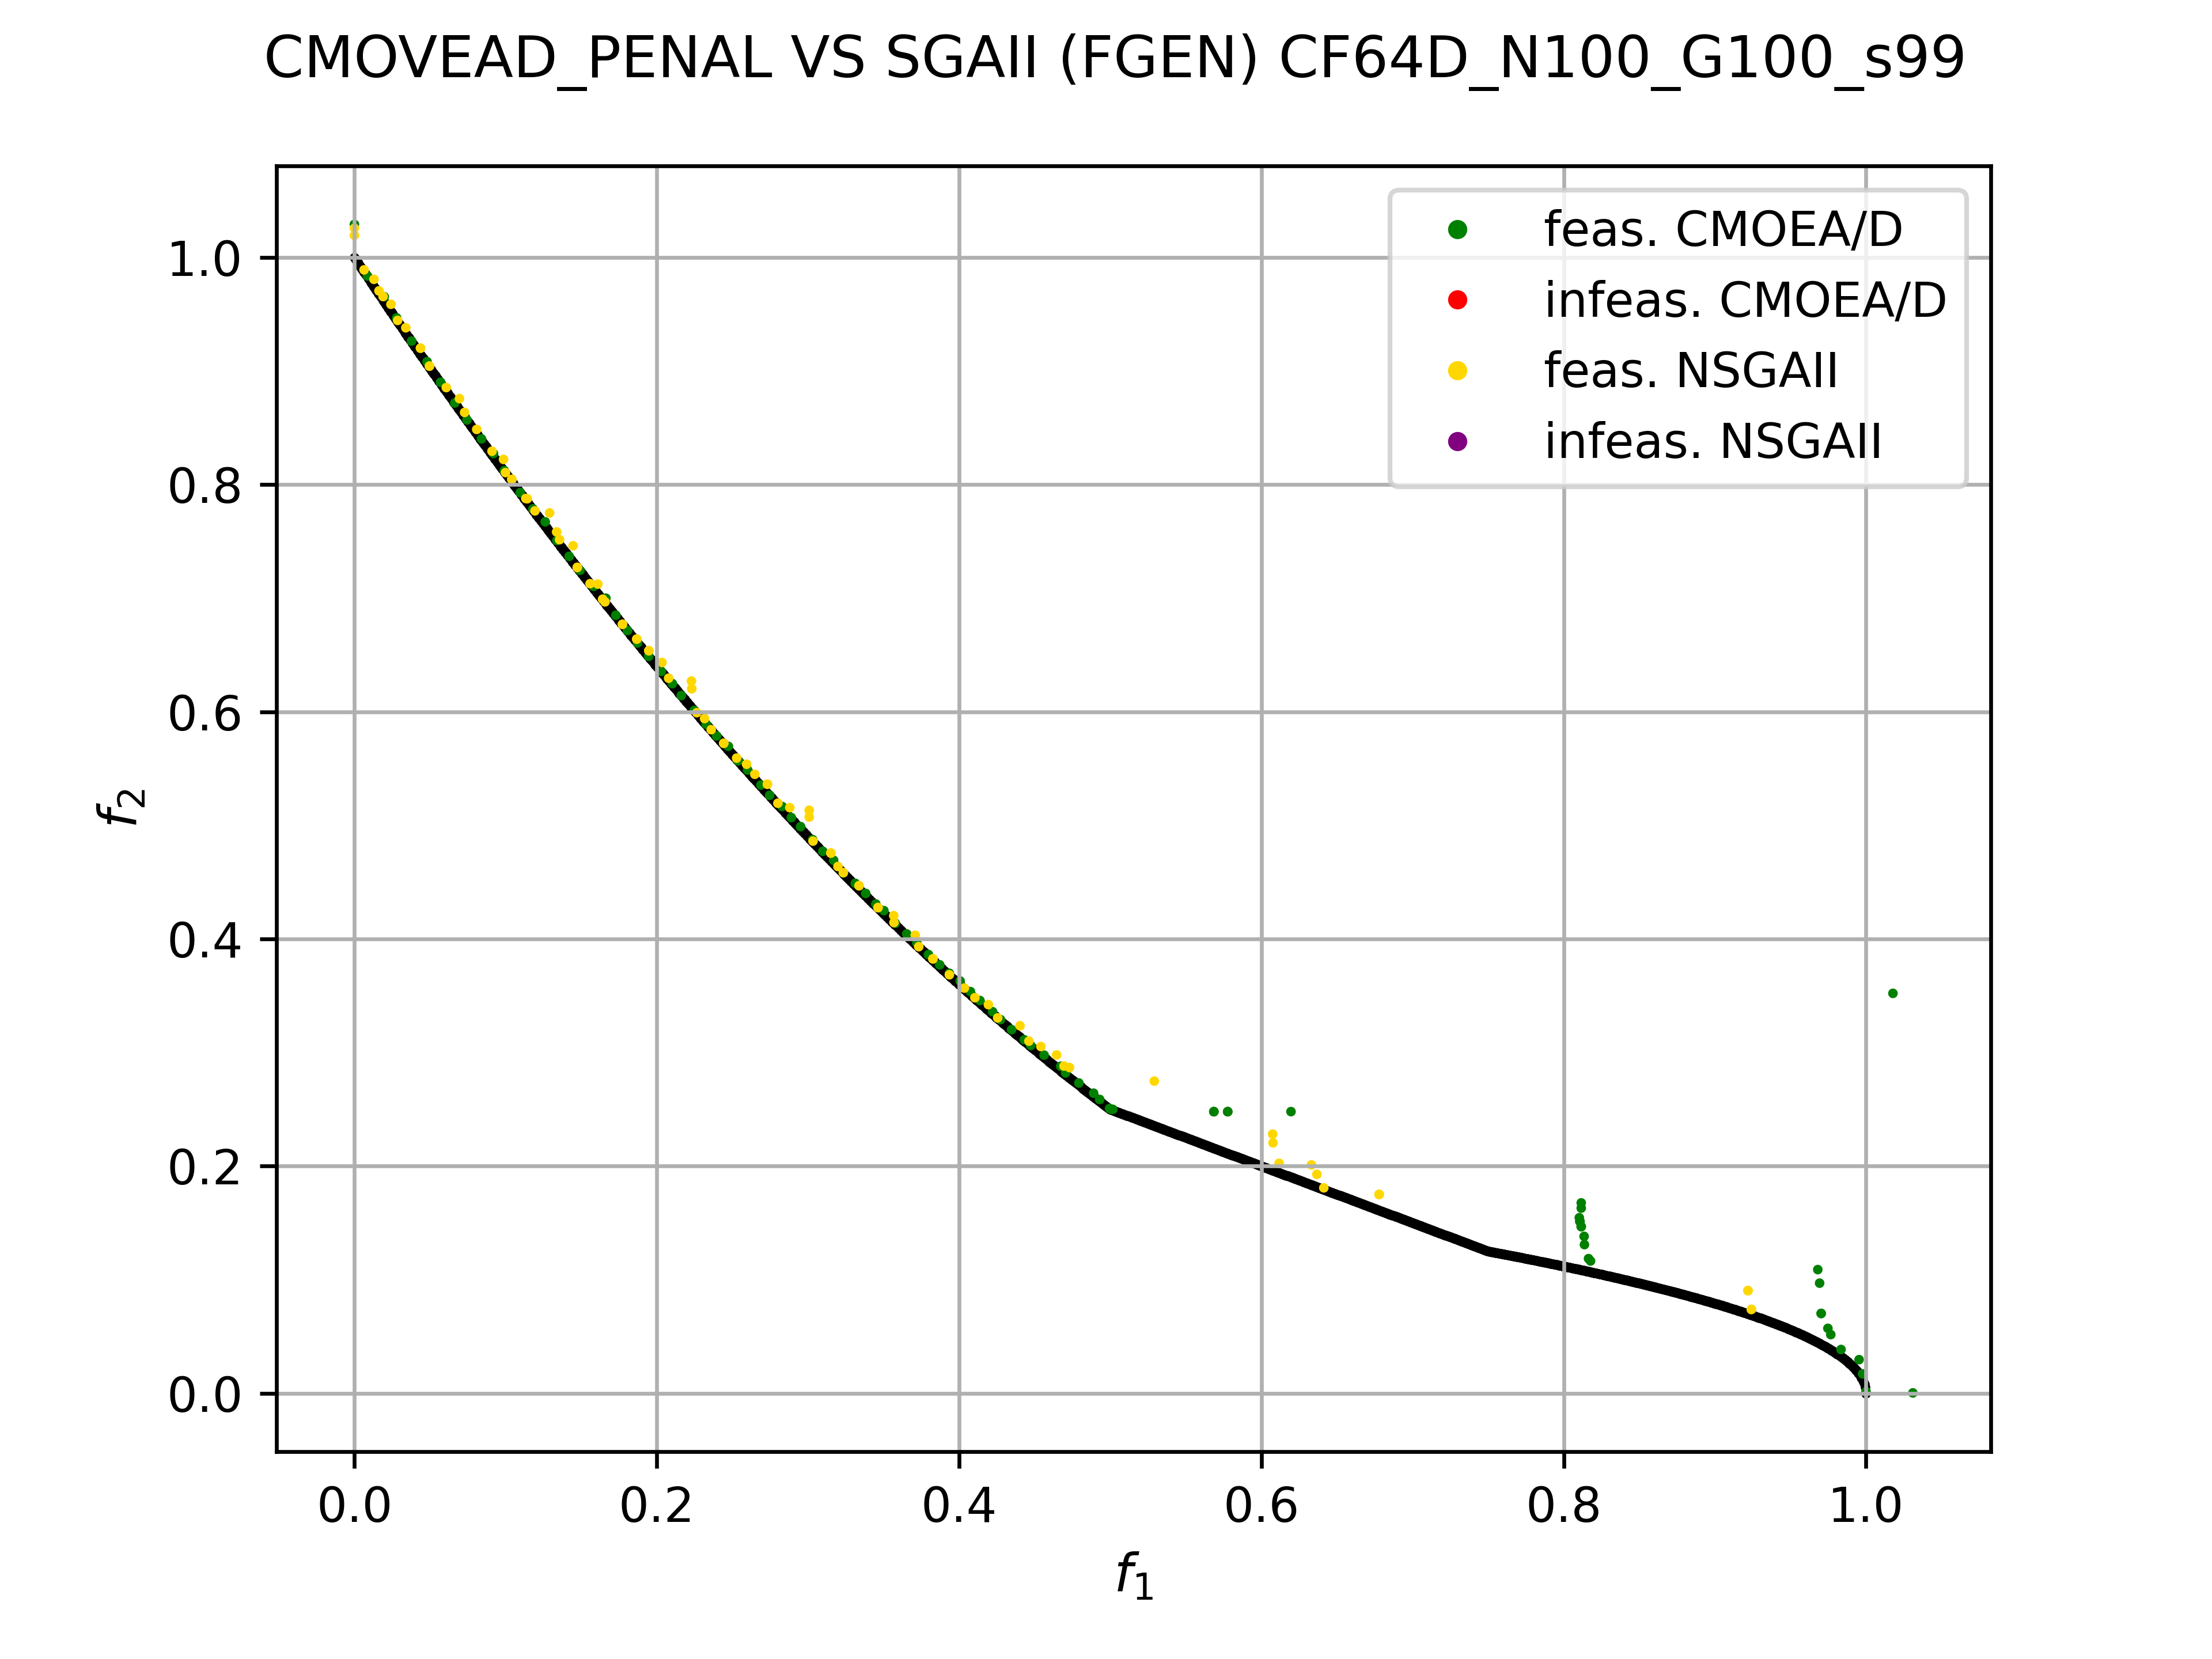 CMOVEAD_PENAL VS SGAII (FGEN) CF64D_N100_G100_s99
feas. CMOEA/D
infeas. CMOEA/D
feas. NSGAII
infeas. NSGAII
1.0
0.8
0.6
0.4
0.2
0.0
f2
0.0 0.2 0.4 0.6 0.8 1.0
f1